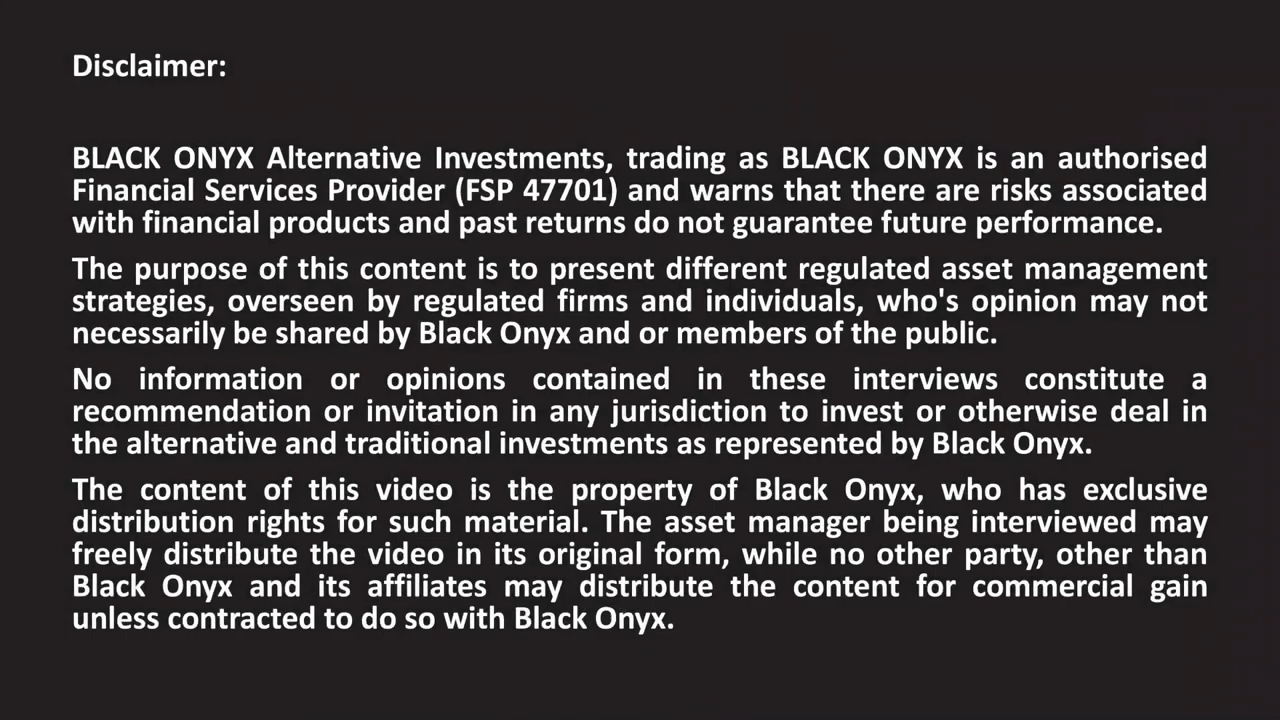 Disclaimer:
BLACK ONYX Alternative Investments, trading as BLACK ONYX is an authorised
Financial Services Provider (FSP 47701) and warns that there are risks associated
with financial products and past returns do not guarantee future performance.
The purpose of this content is to present different regulated asset management
strategies, overseen by regulated firms and individuals, who's opinion may not
necessarily be shared by Black Onyx and or members of the public.
No information or opinions contained in these interviews constitute a
recommendation or invitation in any jurisdiction to invest or otherwise deal in
the alternative and traditional investments as represented by Black Onyx.
The content of this video is the property of Black Onyx, who has exclusive
distribution rights for such material. The asset manager being interviewed may
freely distribute the video in its original form, while no other party, other than
Black Onyx and its affiliates may distribute the content for commercial gain
unless contracted to do so with Black Onyx.